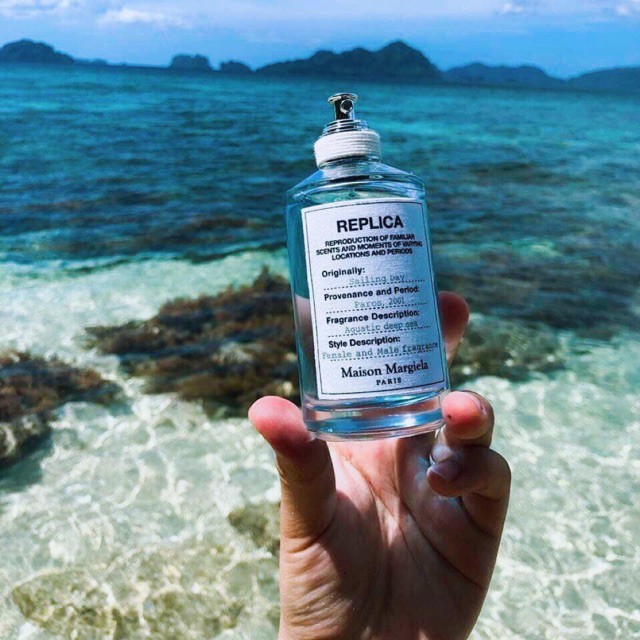 REPLICA
REPRODUCTION OF FAMILIAR
SCENTS AND MOMENTS OF VARYING
LOCATIONS AND PERIODS
Originally:
Sailing Day
Provenance and Period:
Paros, 2001
Fragrance Description:
Aquatic deep sea
Style Description:
Female and Male fragrance
Maison Margiela
PARIS